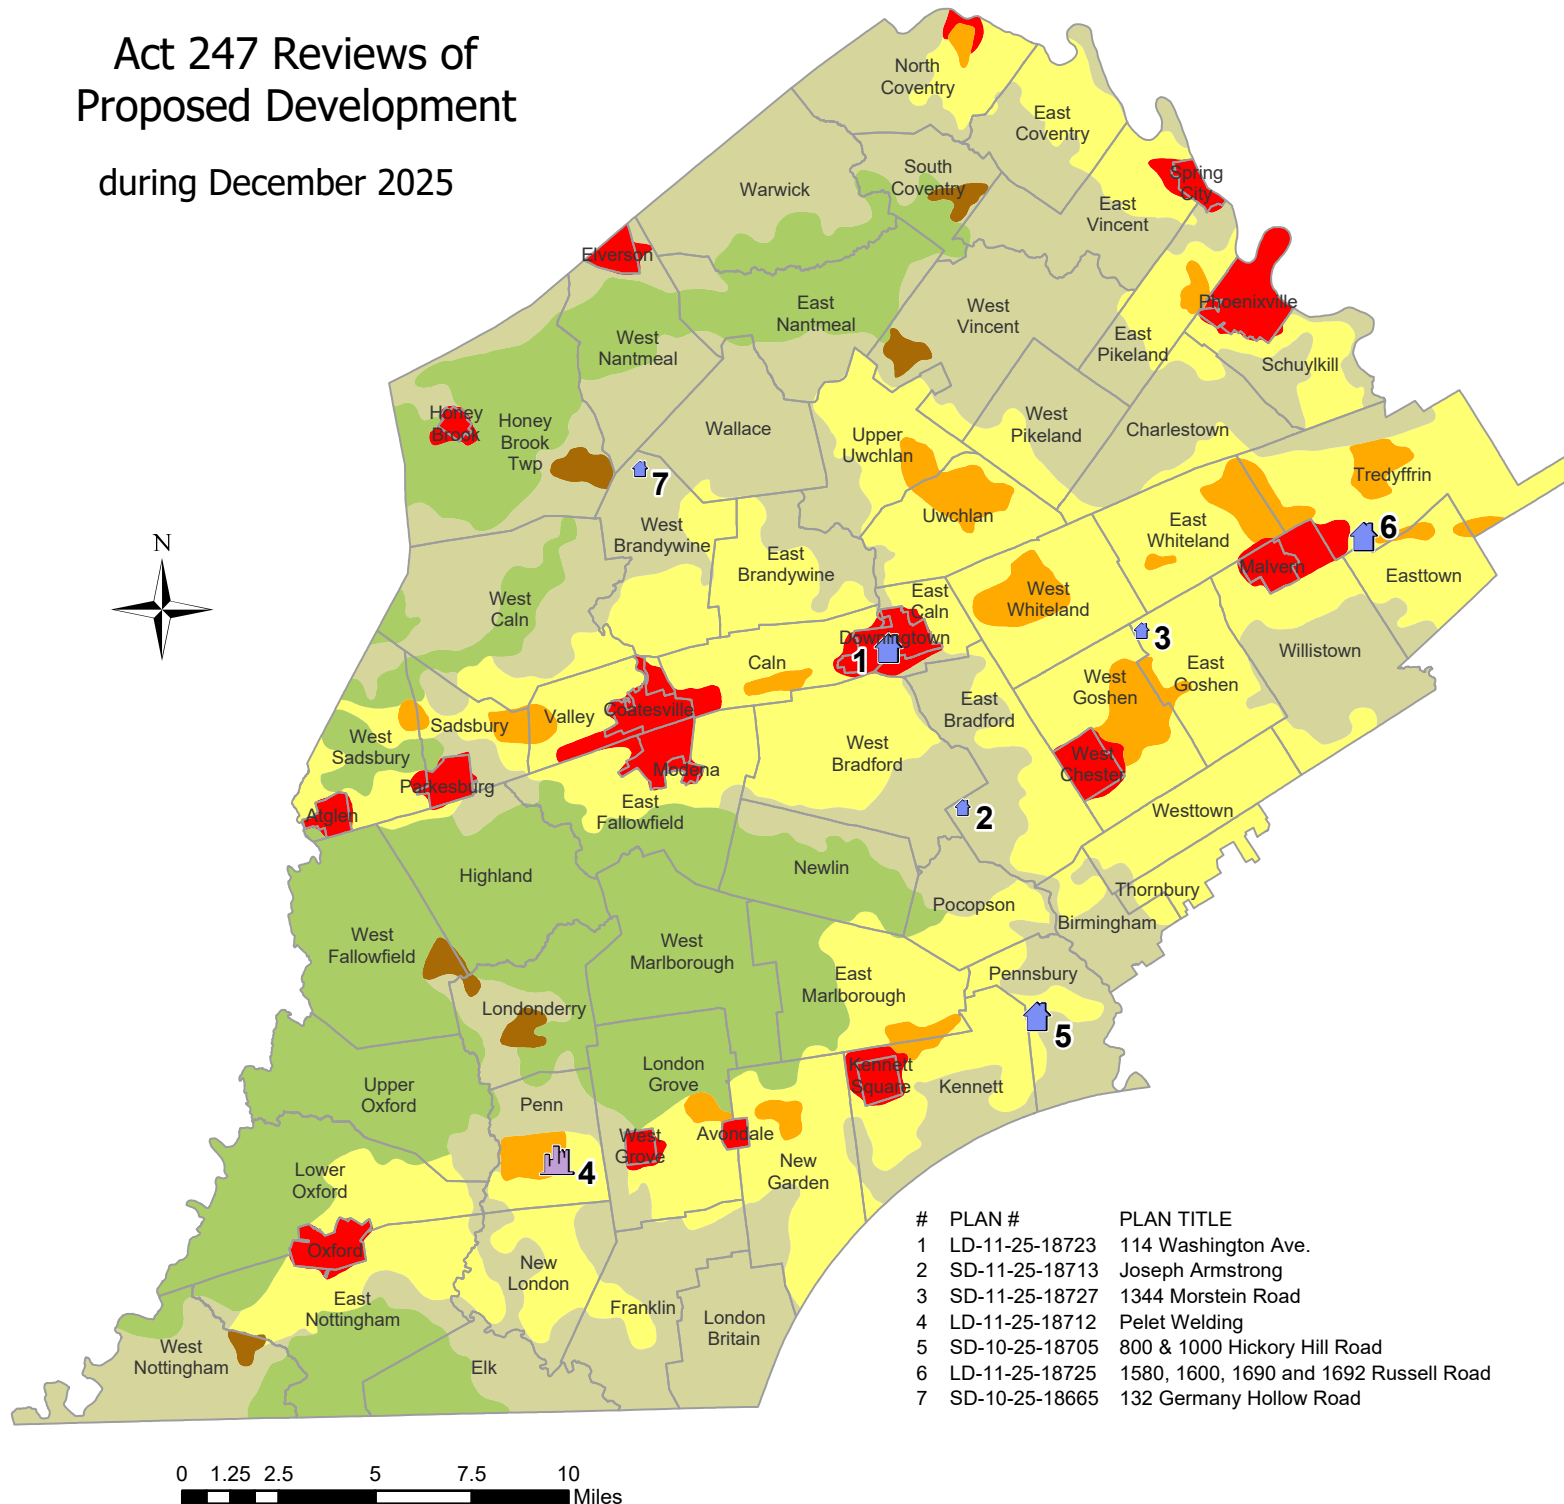 Act 247 Reviews of
Proposed Development
during December 2025
North
Coventry
East
Coventry
South
Coventry
Spring
City
Warwick
East
Vincent
Elverson
East
Nantmeal
West
Vincent
Phoenixville
West
Nantmeal
East
Pikeland
Schuylkill
Honey
Brook
Honey
Brook
Twp
Wallace
Upper
Uwchlan
West
Pikeland
Charlestown
Tredyffrin
7
West
Brandywine
Uwchlan
East
Whiteland
6
N
East
Brandywine
Malvern
Easttown
West
Caln
East
Caln
West
Whiteland
Downingtown
1
Caln
3
Willistown
West
Goshen
East
Goshen
Coatesville
Valley
Sadsbury
East
Bradford
West
Sadsbury
West
Bradford
West
Chester
Modena
Parkesburg
Atglen
East
Fallowfield
2
Westtown
Highland
Newlin
Thornbury
Pocopson
Birmingham
West
Fallowfield
West
Marlborough
East
Marlborough
Pennsbury
Londonderry
5
London
Grove
Kennett
Square
Kennett
Upper
Oxford
Penn
West
Grove
Avondale
4
New
Garden
Lower
Oxford
Oxford
New
London
East
Nottingham
Franklin
London
Britain
West
Nottingham
Elk
# PLAN # PLAN TITLE
1 LD-11-25-18723 114 Washington Ave.
2 SD-11-25-18713 Joseph Armstrong
3 SD-11-25-18727 1344 Morstein Road
4 LD-11-25-18712 Pelet Welding
5 SD-10-25-18705 800 & 1000 Hickory Hill Road
6 LD-11-25-18725 1580, 1600, 1690 and 1692 Russell Road
7 SD-10-25-18665 132 Germany Hollow Road
0 1.25 2.5 5 7.5 10
Miles